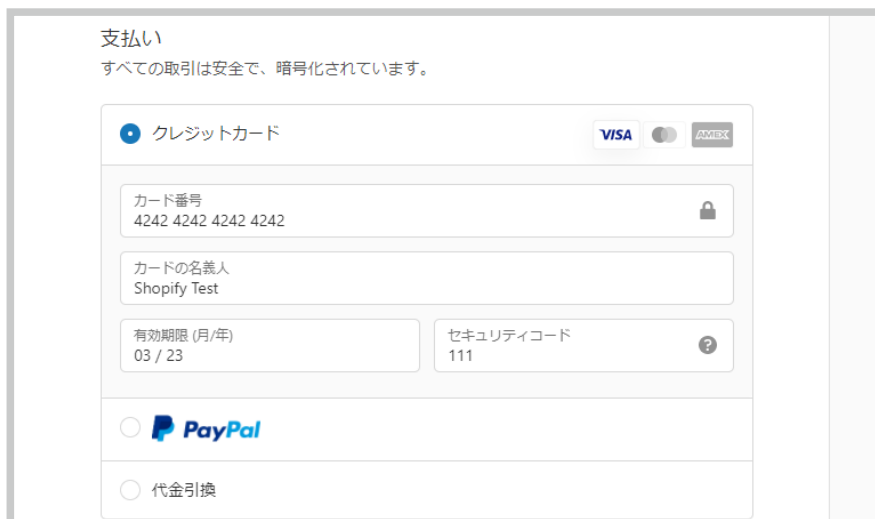 支払い
すべての取引は安全で、暗号化されています。
クレジットカード VISA AMEX
カード番号
4242 4242 4242 4242
カードの名義人
Shopify Test
有効期限 (月/年) セキュリティコード
03 / 23 111
PayPal
代金引換